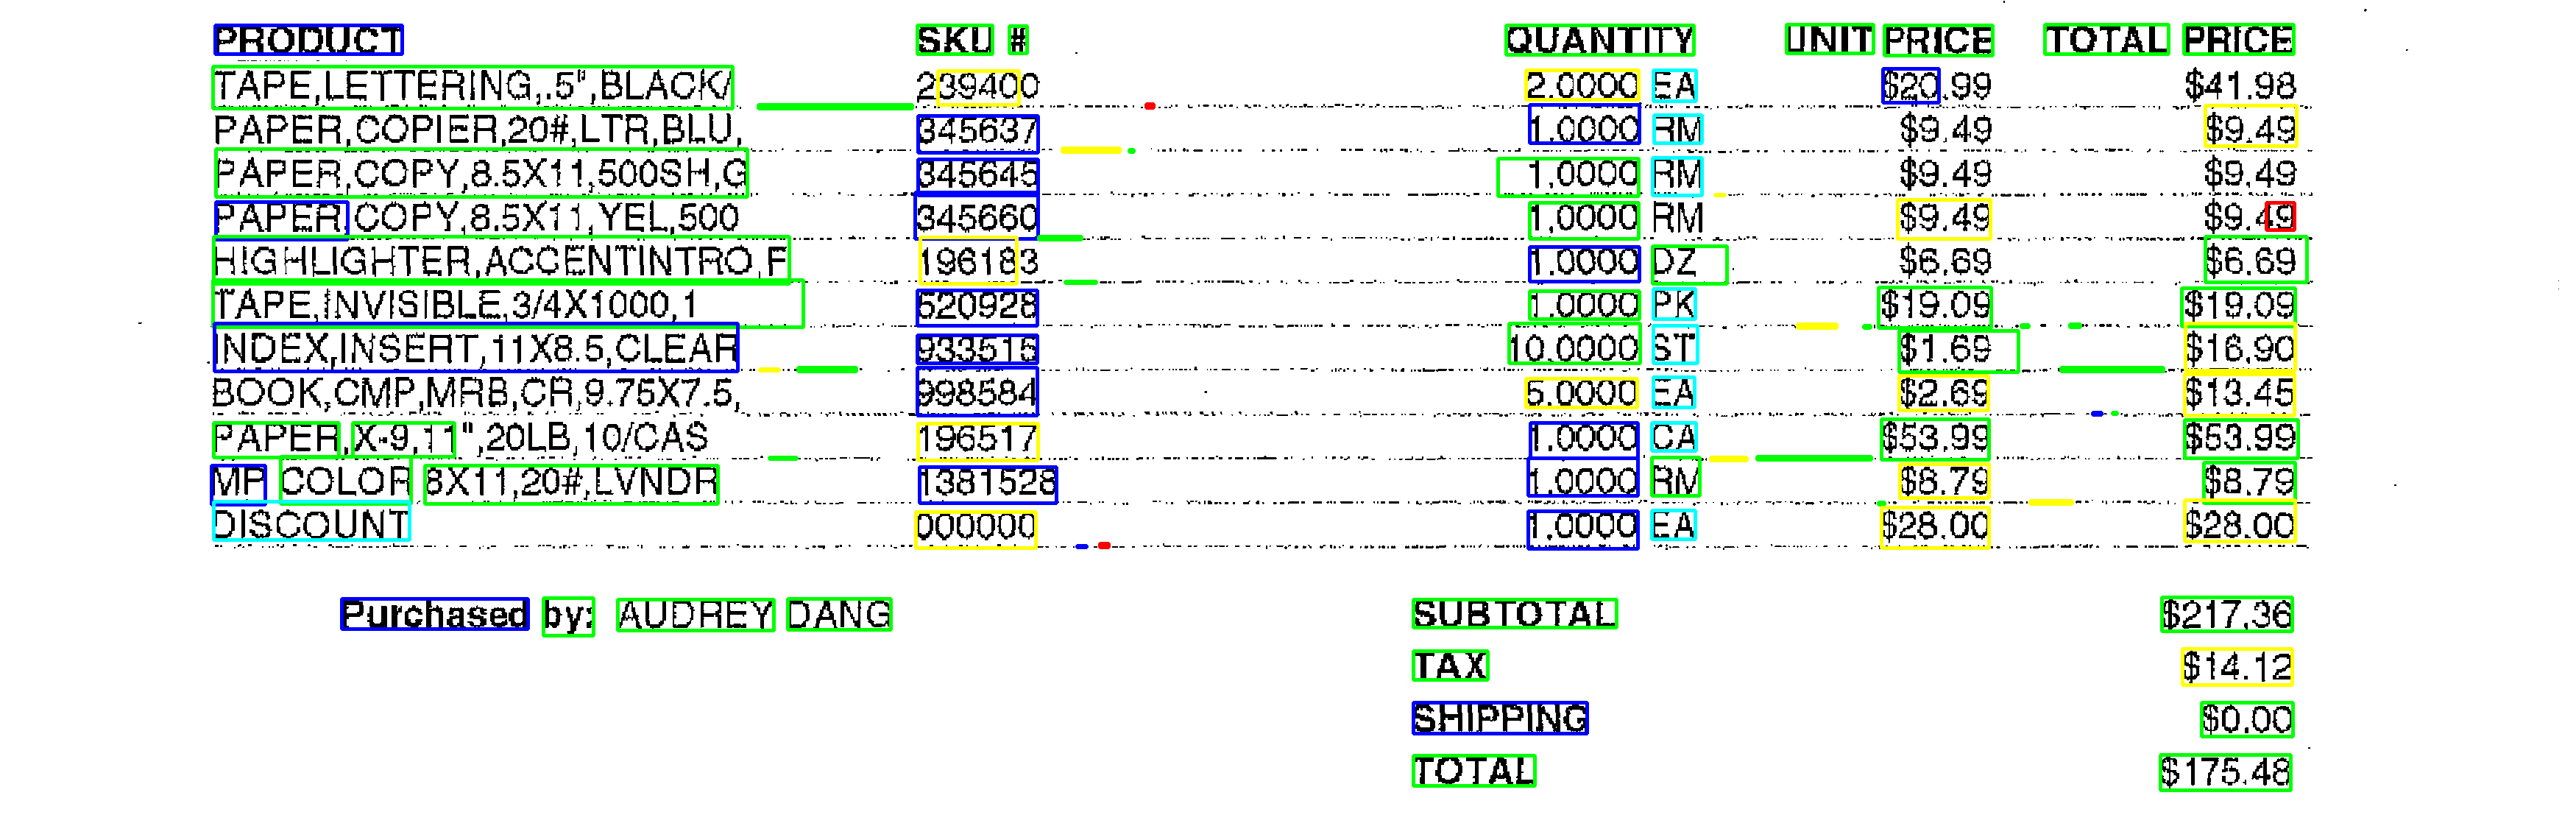 PRODUCT SKU # QUANTITY UNIT PRICE TOTAL PRICE
TAPE,LETTERING,.5",BLACK/ 239400 2.0000 EA $20.99 $41.98
PAPER,COPIER,20#,LTR,BLU, 345637 1.0000 RM $9.49 $9.49
PAPER,COPY,8.5X11,500SH,G 345645 1.0000 RM $9.49 $9.49
PAPER,COPY,8.5X11,YEL,500 345660 1.0000 RM $9.49 $9.49
HIGHLIGHTER,ACCENTINTRO,F 196183 1.0000 DZ $6.69 $6.69
TAPE,INVISIBLE,3/4X1000,1 520928 1.0000 PK $19.09 $19.09
INDEX,INSERT,11X8.5,CLEAR 933515 10.0000 ST $1.69 $16.90
BOOK,CMP,MRB,CR,9.75X7.5, 998584 5.0000 EA $2.69 $13.45
PAPER,X-9,11",20LB,10/CAS 196517 1.0000 CA $53.99 $53.99
MP COLOR 8X11,20#,LVNDR 1381528 1.0000 RM $8.79 $8.79
DISCOUNT 000000 1.0000 EA $28.00 $28.00
Purchased by: AUDREY DANG SUBTOTAL $217.36
TAX $14.12
SHIPPING $0.00
TOTAL $175.48